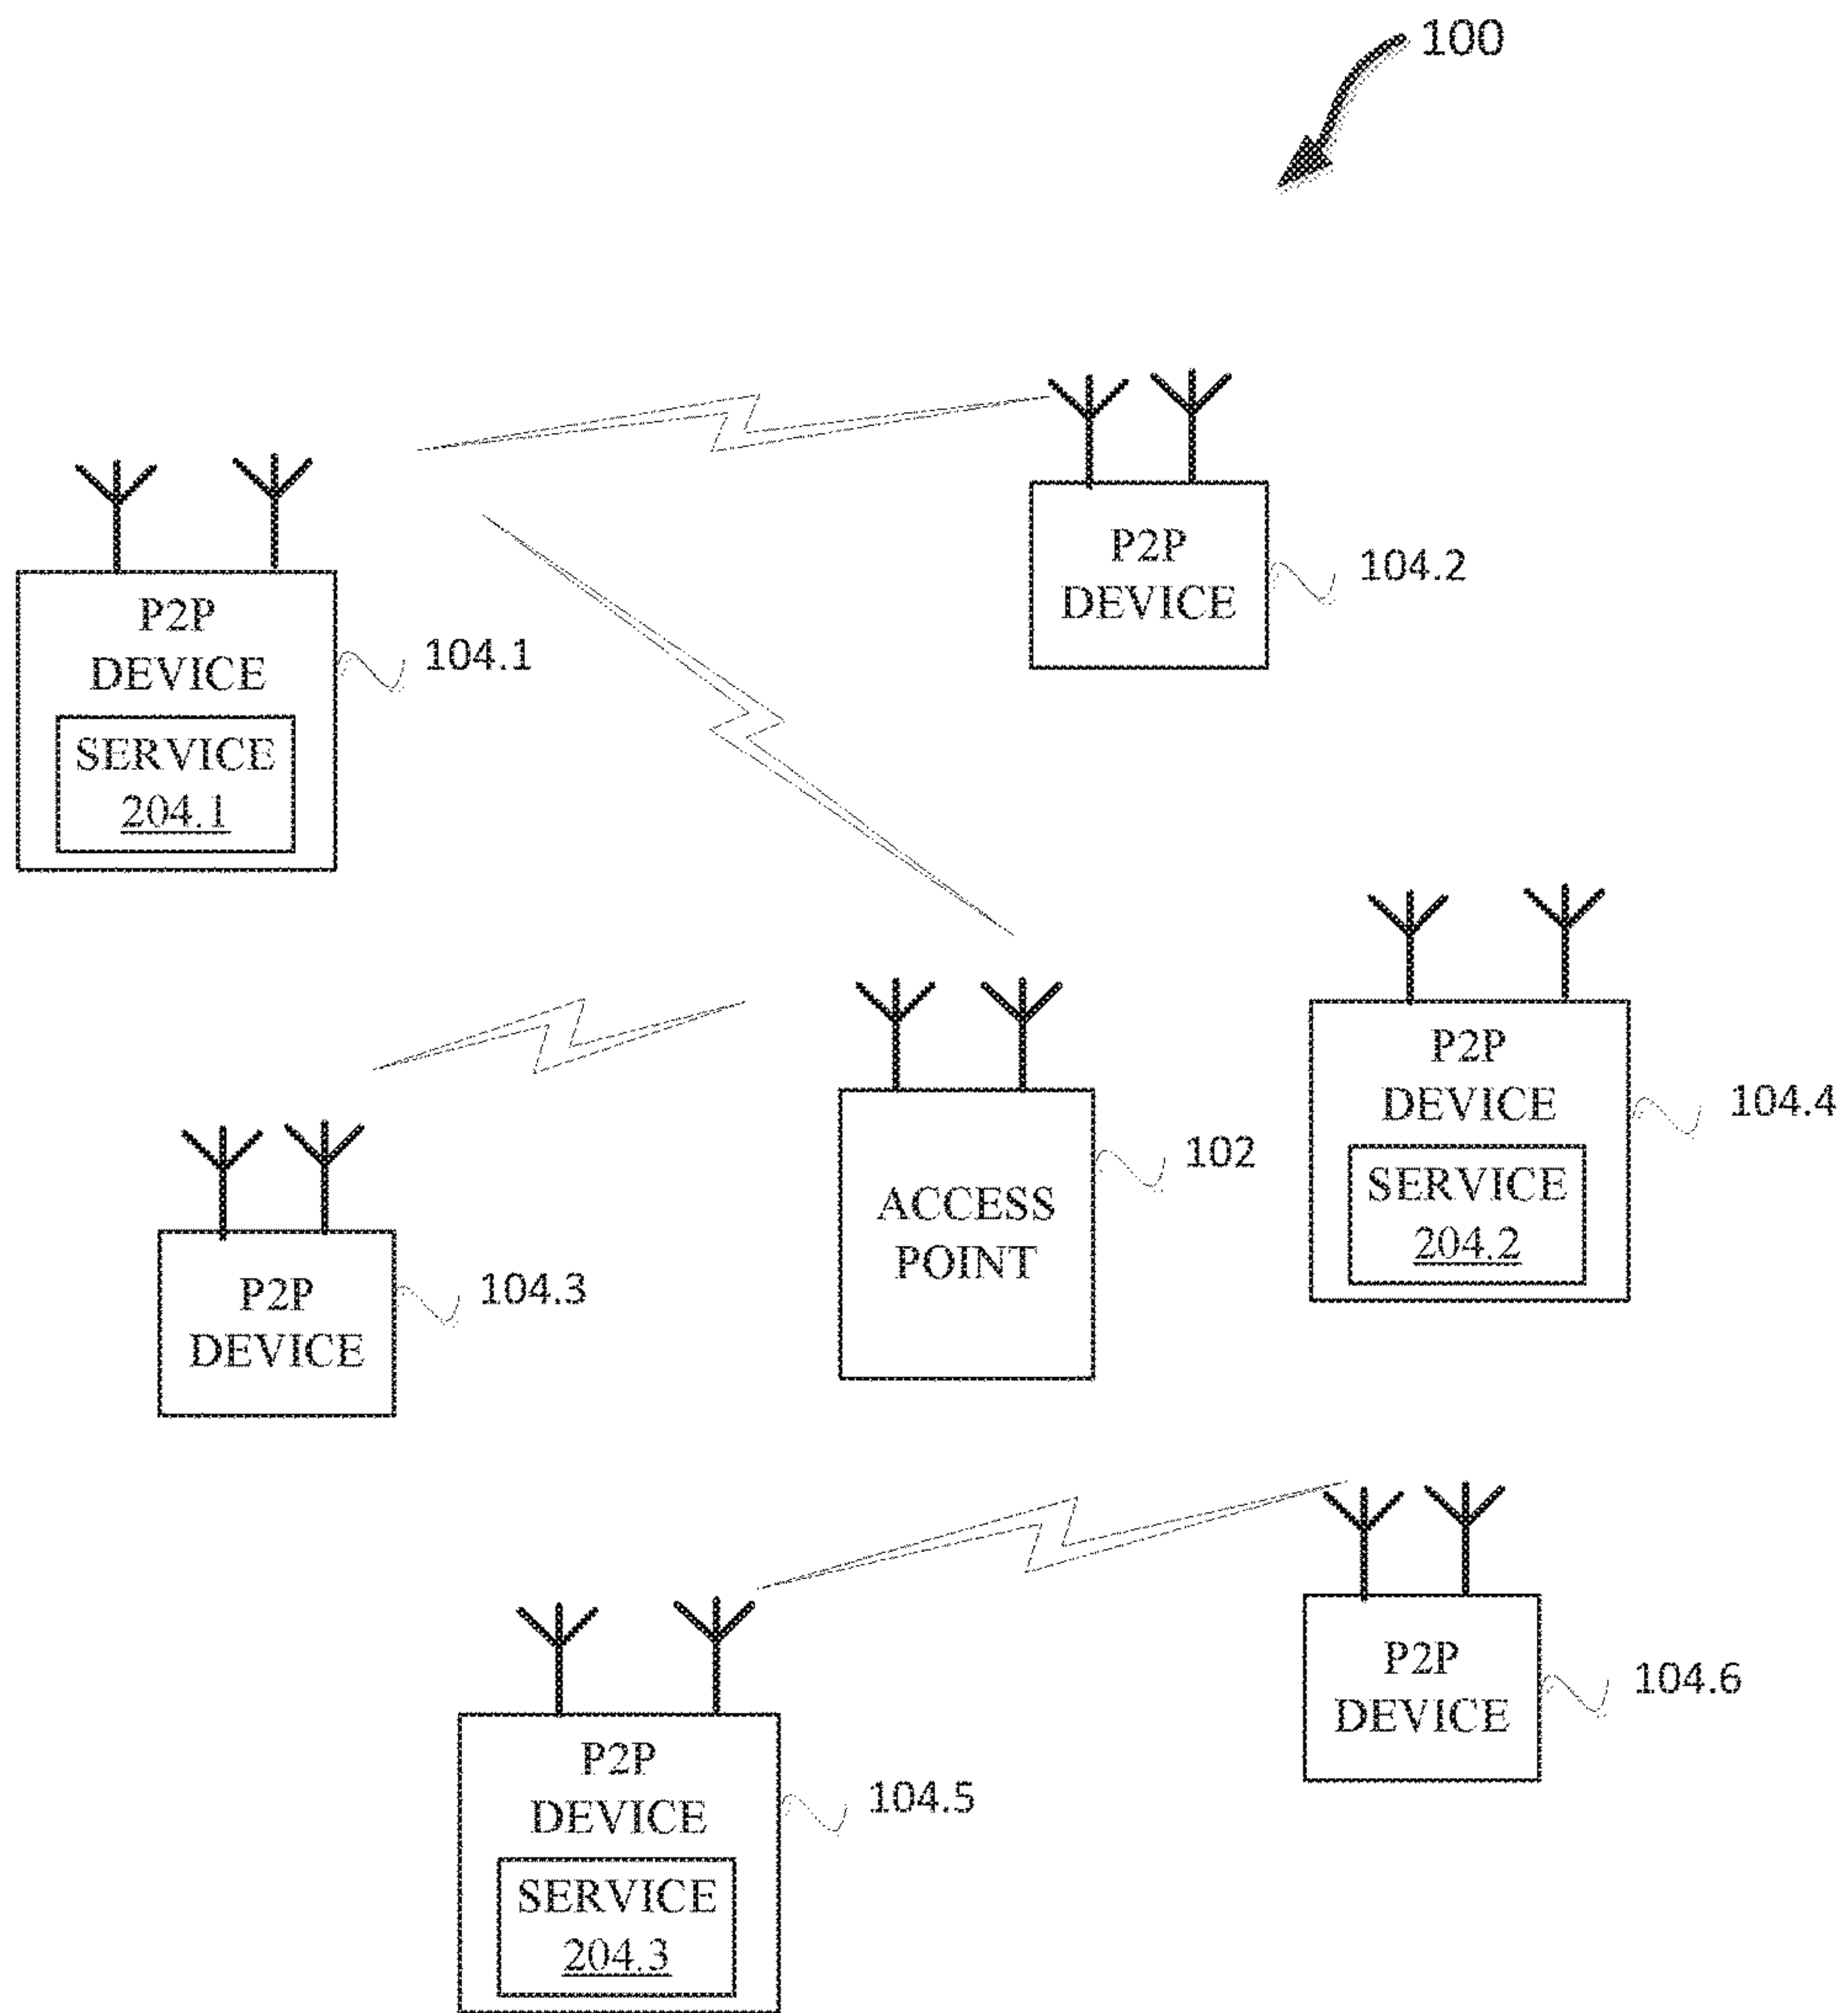 100
P2P
DEVICE
104.2
P2P
DEVICE
SERVICE
204.1
104.1
P2P
DEVICE
SERVICE
204.2
104.4
ACCESS
POINT
102
P2P
DEVICE
104.3
P2P
DEVICE
104.6
P2P
DEVICE
SERVICE
204.3
104.5